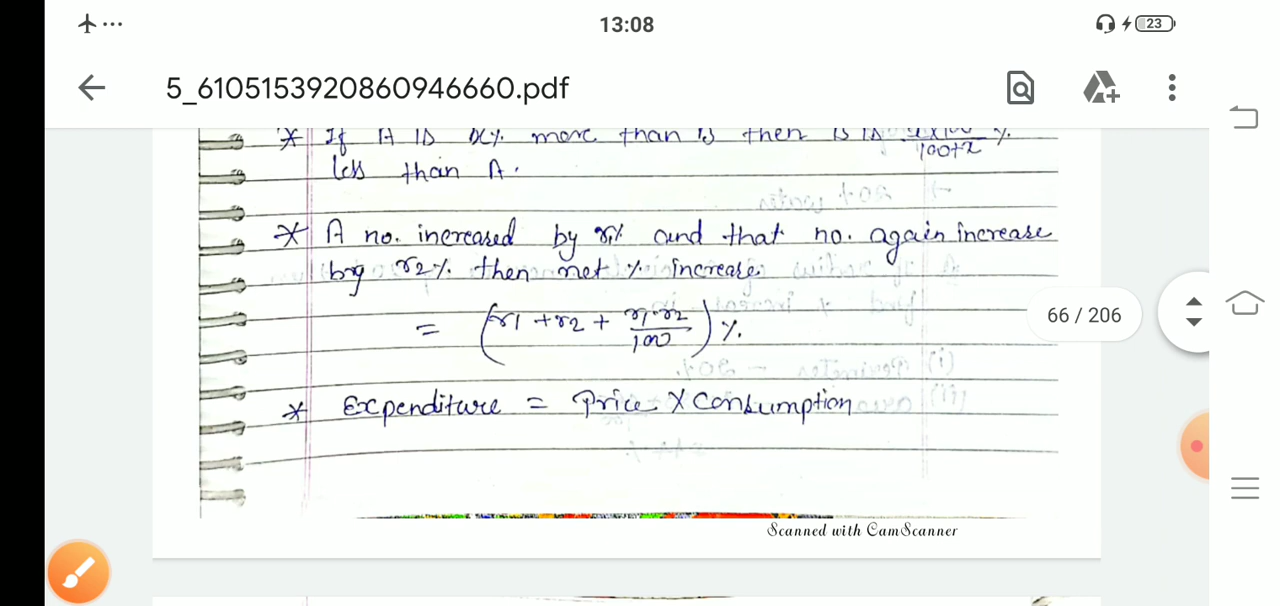 13:08
23
5_6105153920860946660.pdf
* If A is x% more than B then B is x×100/100+x %
less than A.
* A no. increased by r1% and that no. again increase
by r2% then net % increase
= (r1 + r2 + r1·r2/100) %.
66 / 206
* Expenditure = Price × Consumption
Scanned with CamScanner